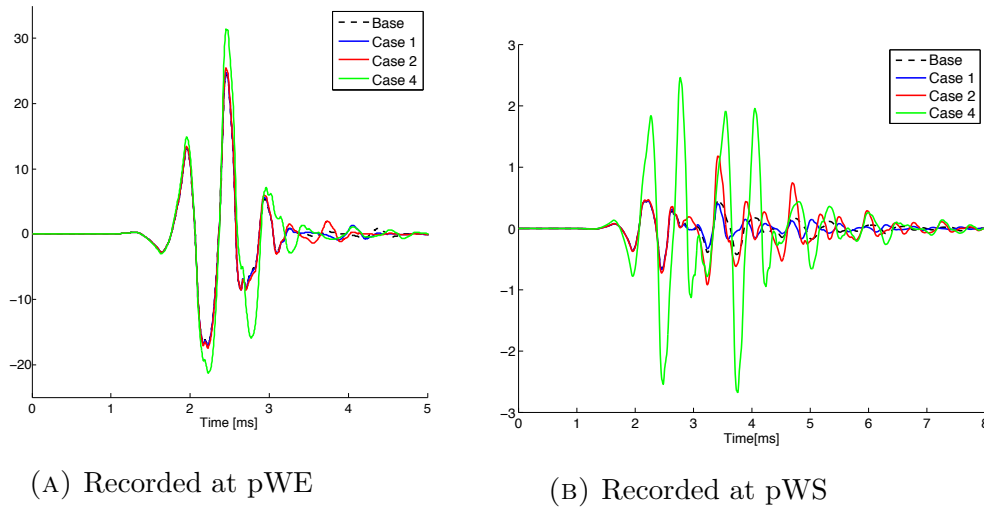 Base
Case 1
Case 2
Case 4
30
20
10
0
-10
-20
0 1 2 3 4 5
Time [ms]
(A) Recorded at pWE
Base
Case 1
Case 2
Case 4
3
2
1
0
-1
-2
-3
0 1 2 3 4 5 6 7 8
Time[ms]
(B) Recorded at pWS